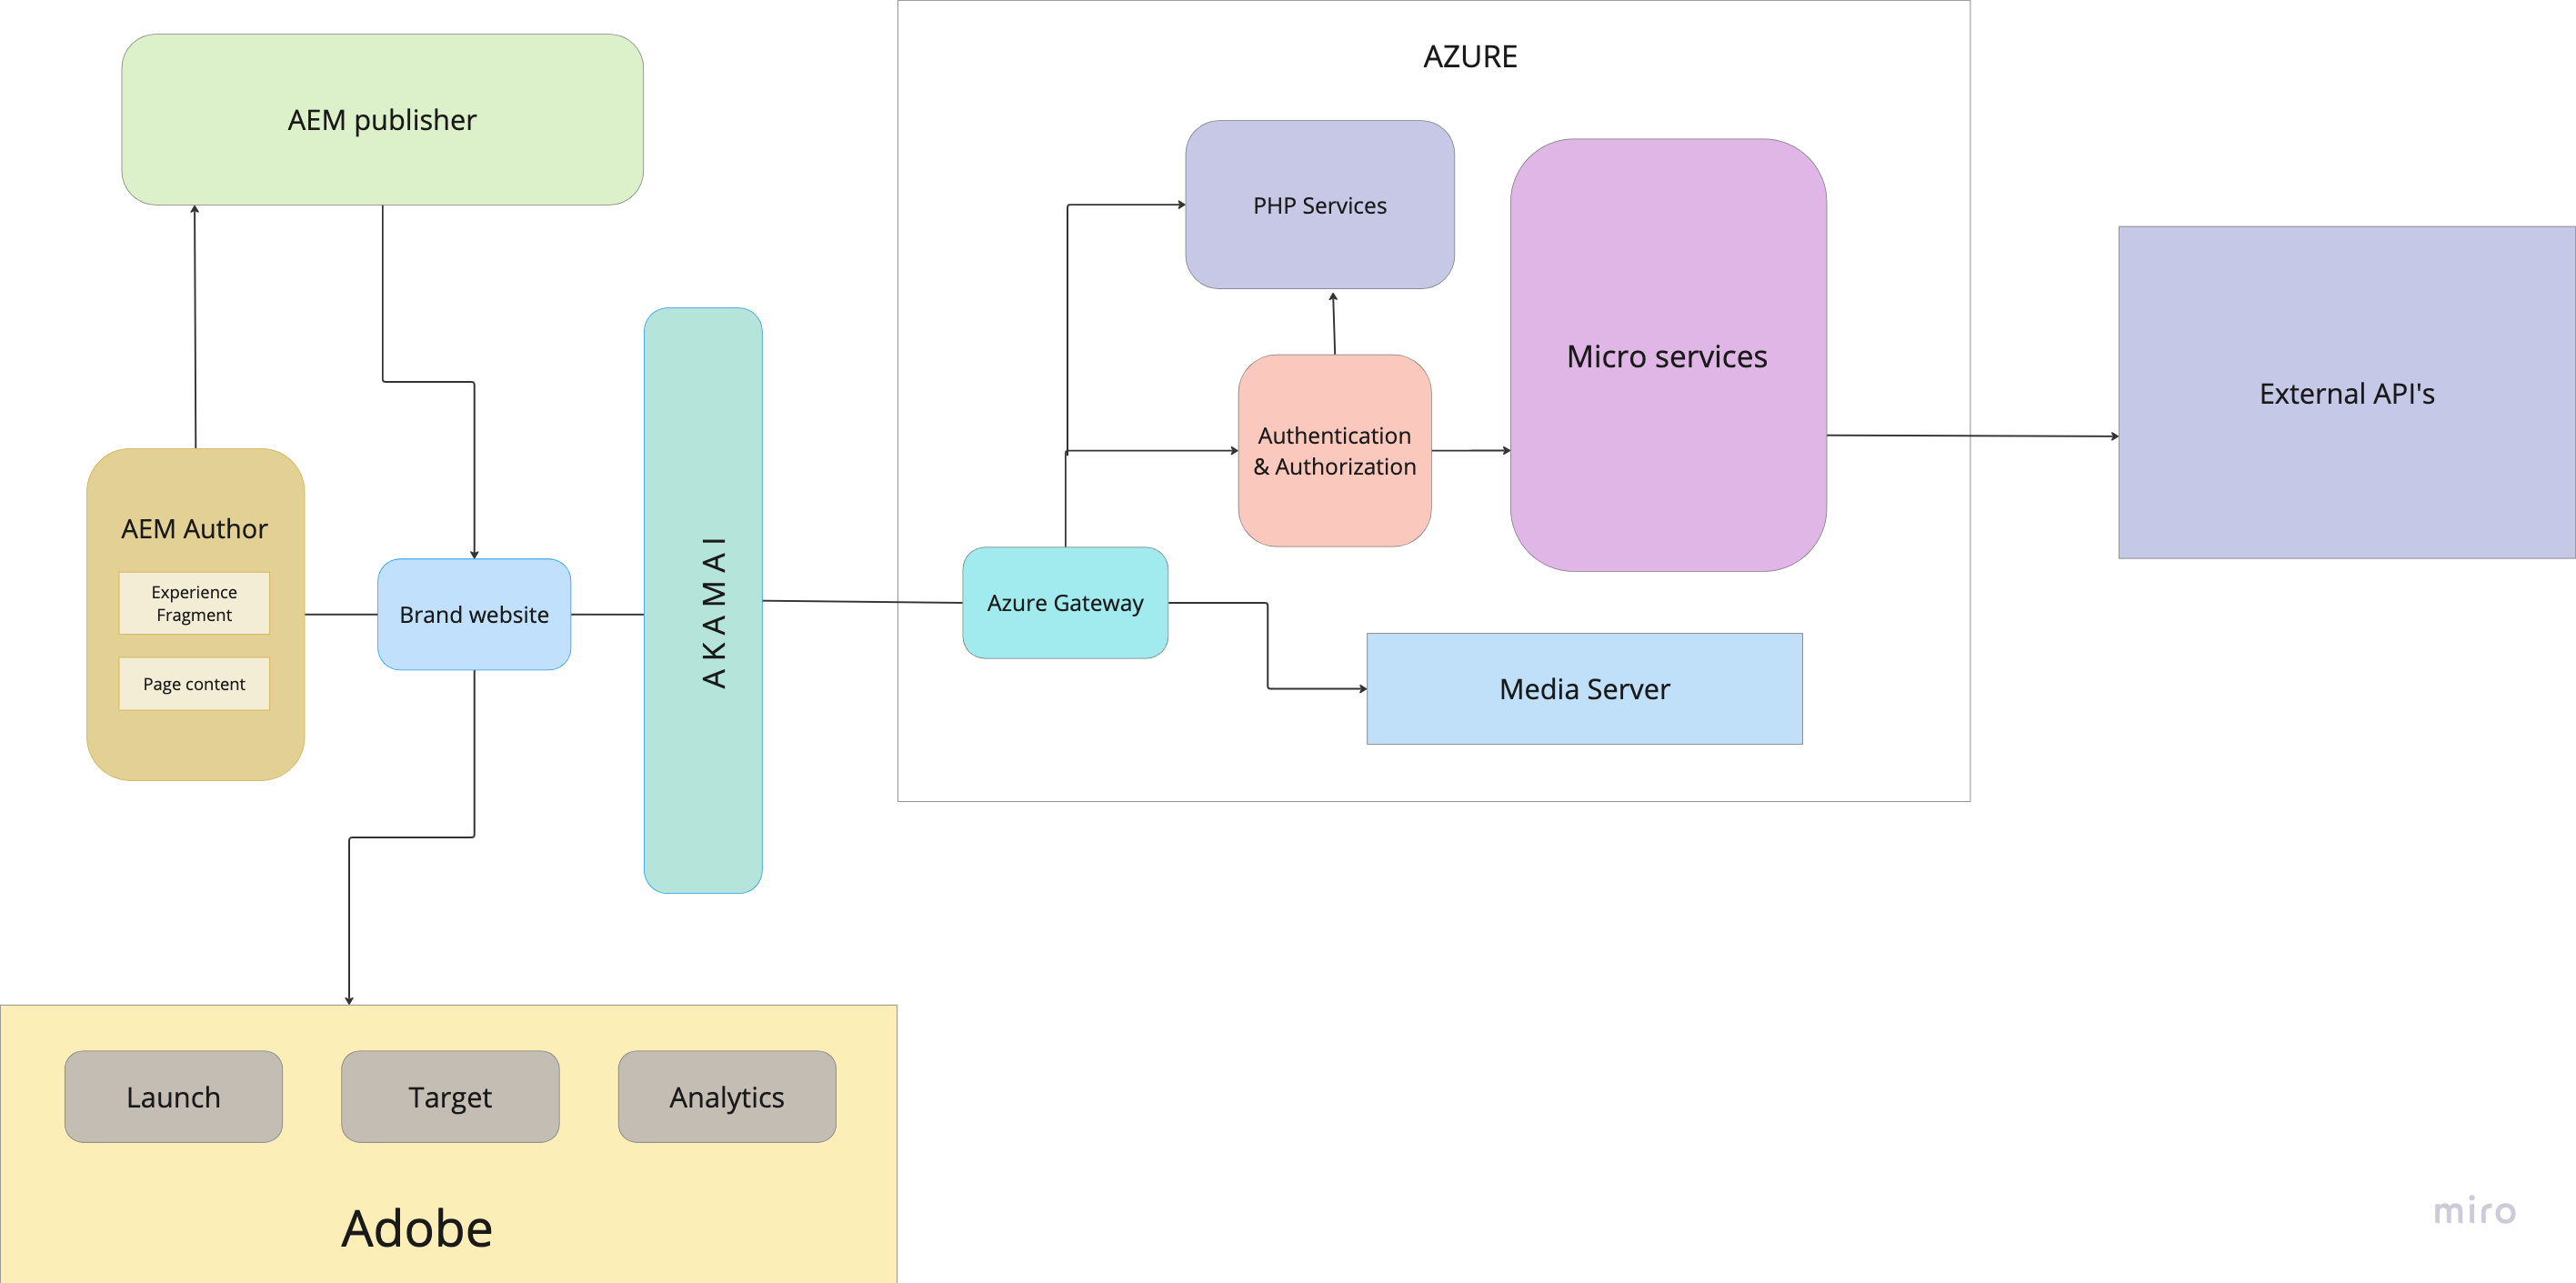 AZURE
AEM publisher
PHP Services
Micro services
External API's
Authentication
& Authorization
AEM Author
Experience
Fragment
Page content
Brand website
AKAMAI
Azure Gateway
Media Server
Launch
Target
Analytics
Adobe
miro